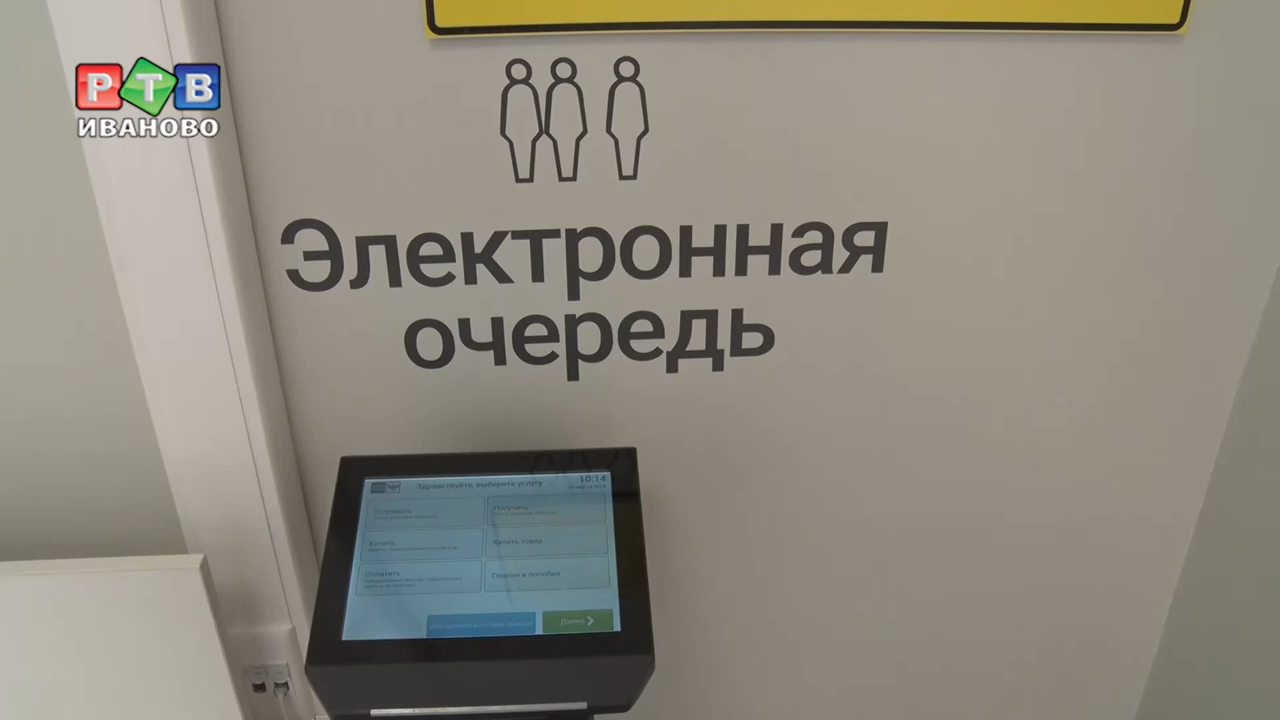 РТВ
ИВАНОВО
Электронная
очередь
Здравствуйте, выберите услугу
10:14
Отправить
Получить
Купить
Купить товар
Оплатить
Пенсии и пособия
Далее